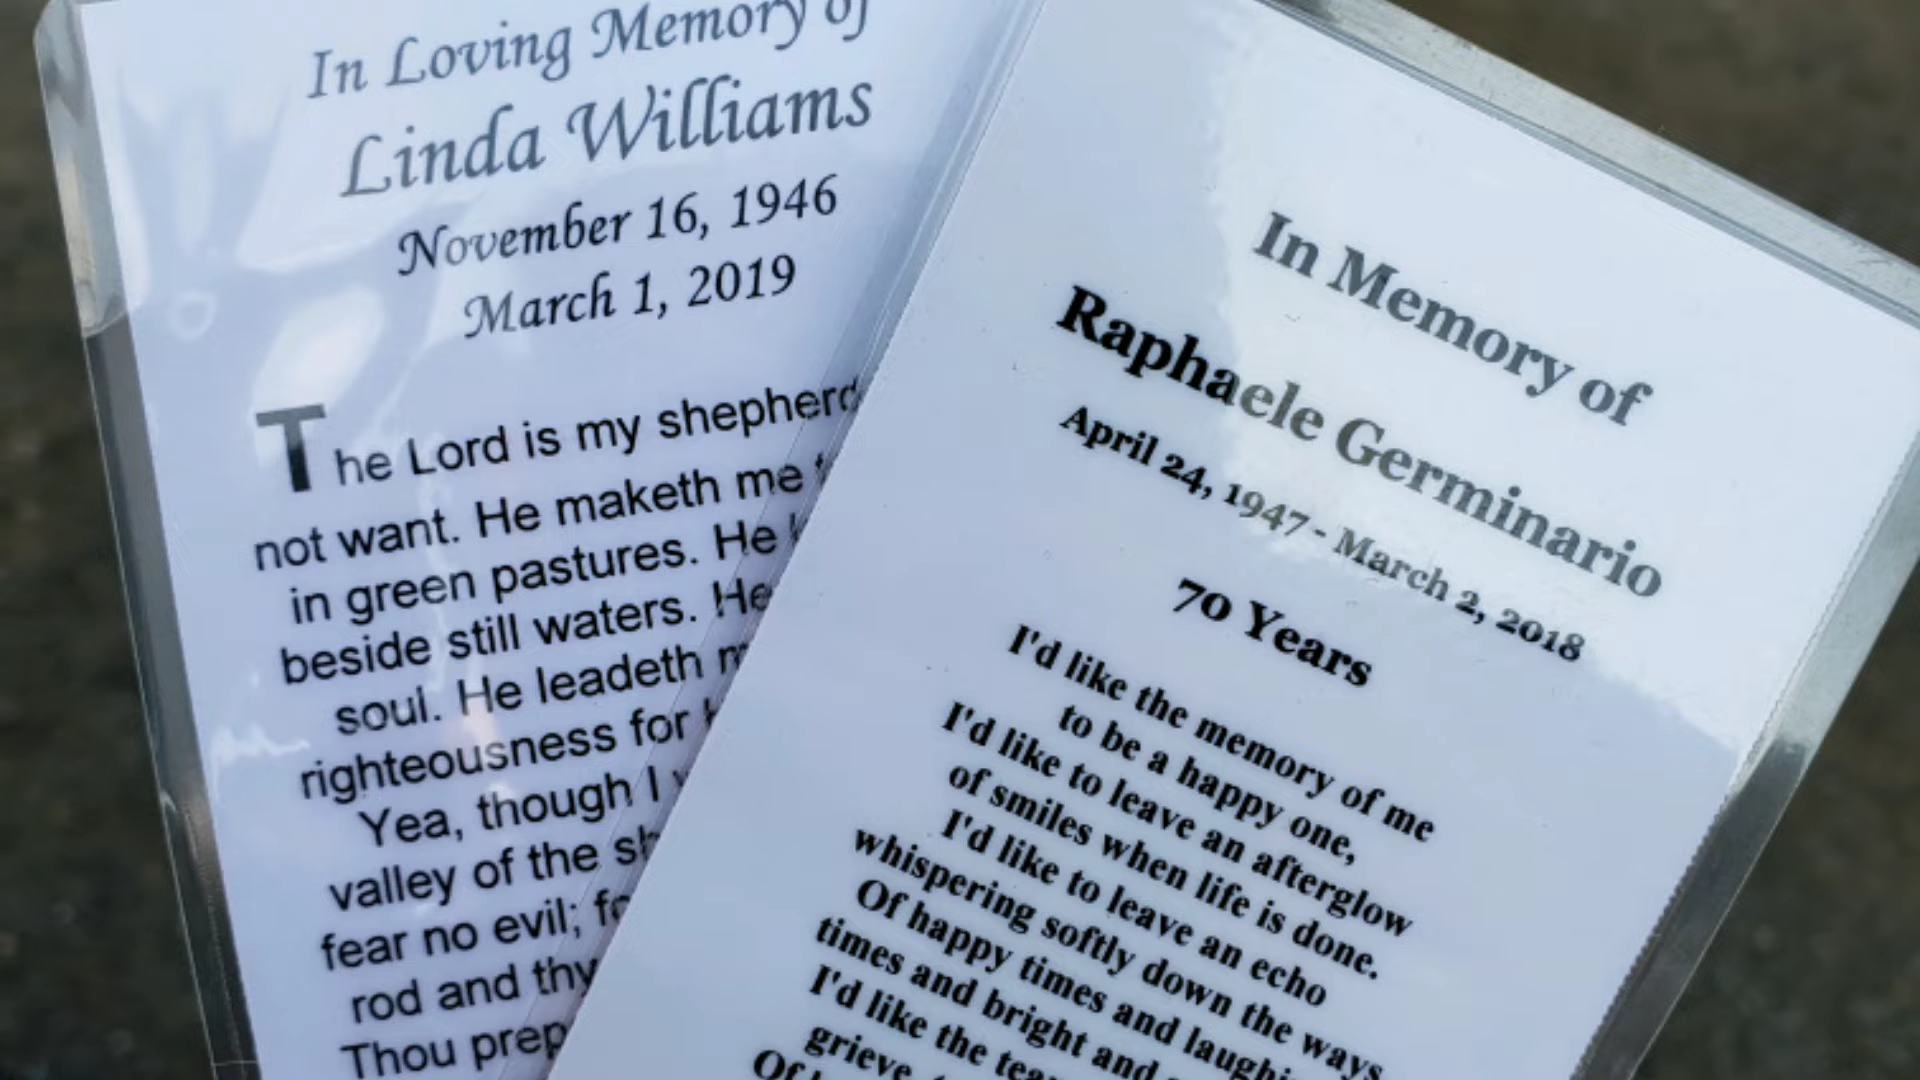 In Loving Memory of
Linda Williams
November 16, 1946
March 1, 2019
The Lord is my shepherd
not want. He maketh me
in green pastures. He
beside still waters. He
soul. He leadeth
righteousness for
Yea, though I
valley of the
fear no evil;
rod and thy
Thou
In Memory of
Raphaele Germinario
April 24, 1947 - March 2, 2018
70 Years
I'd like the memory of me
to be a happy one,
I'd like to leave an afterglow
of smiles when life is done.
I'd like to leave an echo
whispering softly down the ways,
Of happy times and
times and bright and
I'd like the
grieve,